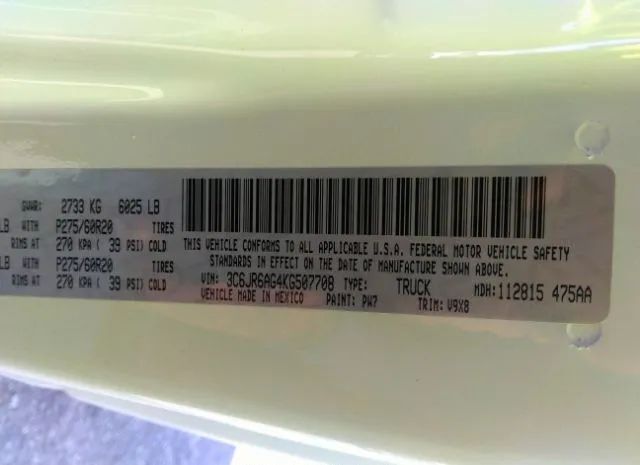 GVWR: 2733 KG 6025 LB
LB WITH P275/60R20 TIRES
RIMS AT 270 KPA ( 39 PSI) COLD
LB WITH P275/60R20 TIRES
RIMS AT 270 KPA ( 39 PSI) COLD
THIS VEHICLE CONFORMS TO ALL APPLICABLE U.S.A. FEDERAL MOTOR VEHICLE SAFETY
STANDARDS IN EFFECT ON THE DATE OF MANUFACTURE SHOWN ABOVE.
VIN: 3C6JR6AG4KG507708 TYPE: TRUCK MDH: 112815 475AA
VEHICLE MADE IN MEXICO PAINT: PW7 TRIM: V9X8